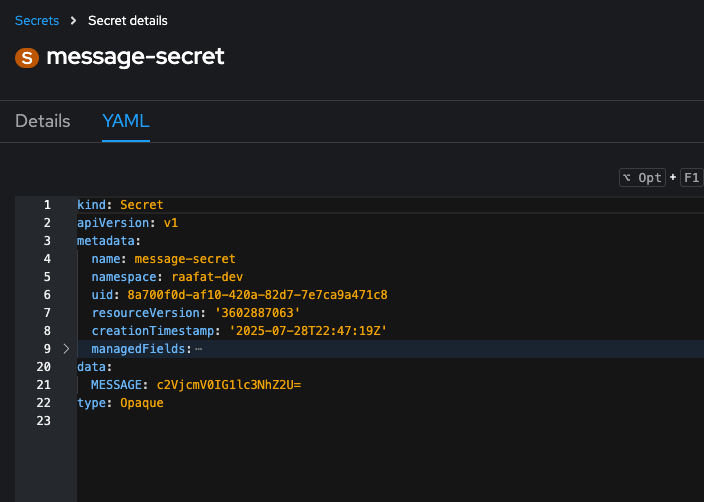 Secrets > Secret details
S message-secret
Details YAML
⌥ Opt + F1
1 kind: Secret
2 apiVersion: v1
3 metadata:
4 name: message-secret
5 namespace: raafat-dev
6 uid: 8a700f0d-af10-420a-82d7-7e7ca9a471c8
7 resourceVersion: '3602887063'
8 creationTimestamp: '2025-07-28T22:47:19Z'
9 > managedFields:⋯
20 data:
21 MESSAGE: c2VjcmV0IG1lc3NhZ2U=
22 type: Opaque
23